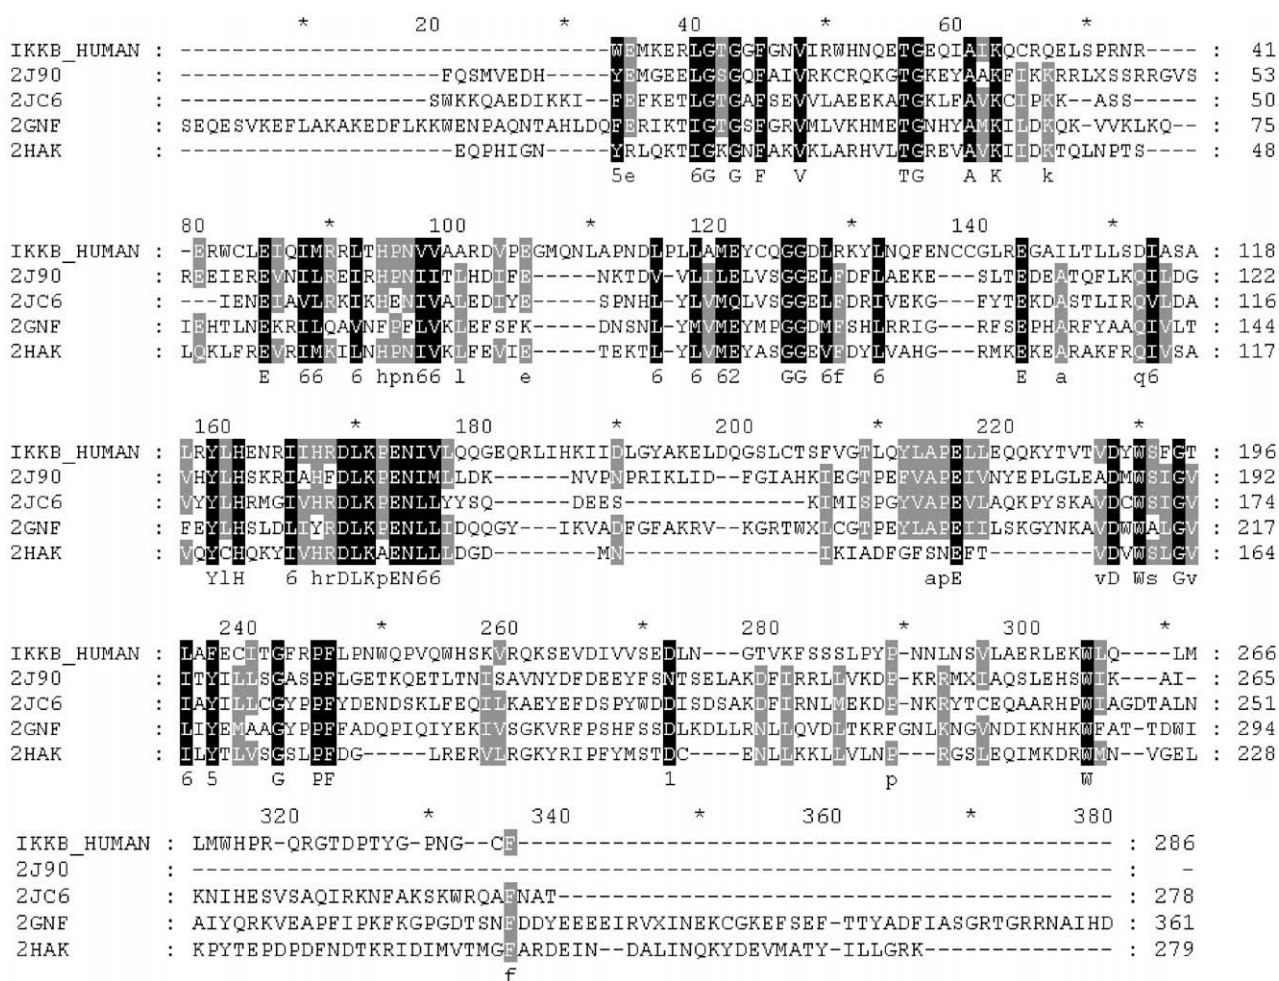 * 20 * 40 * 60 *
IKKB_HUMAN : ---------------------------------WEMKERLGTGGFGNVIRWHNQETGEQIAIKQCRQELSPRNR---- : 41
2J90 : --------------------FQSMVEDH-----YEMGEELGSGQFAIVRKCRQKGTGKEYAAKFIKKRRLXSSRRGVS : 53
2JC6 : -------------------SWKKQAEDIKKI--FEFKETLGTGAFSEVVLAEEKATGKLFAVKCIPKK--ASS----- : 50
2GNF : SEQESVKEFLAKAKEDFLKKWENPAQNTAHLDQFERIKTIGTGSFGRVMLVKHMETGNHYAMKILDKQK-VVKLKQ-- : 75
2HAK : ---------------------EQPHIGN-----YRLQKTIGKGNFAKVKLARHVLTGREVAVKIIDKTQLNPTS---- : 48
5e 6G G F V TG A K k
80 * 100 * 120 * 140 *
IKKB_HUMAN : -ERWCLEIQIMRRLTHPNVVAARDVPEGMQNLAPNDLPLLAMEYCQGGDLRKYLNQFENCCGLREGAILTLLSDIASA : 118
2J90 : REEIEREVNILREIRHPNIITLHDIFE-----NKTDV-VLILELVSGGELFDFLAEKE---SLTEDEATQFLKQILDG : 122
2JC6 : ---IENEIAVLRKIKHENIVALEDIYE-----SPNHL-YLVMQLVSGGELFDRIVEKG---FYTEKDASTLIRQVLDA : 116
2GNF : IEHTLNEKRILQAVNFPFLVKLEFSFK-----DNSNL-YMVMEYMPGGDMFSHLRRIG---RFSEPHARFYAAQIVLT : 144
2HAK : LQKLFREVRIMKILNHPNIVKLFEVIE-----TEKTL-YLVMEYASGGEVFDYLVAHG---RMKEKEARAKFRQIVSA : 117
E 66 6 hpn66 l e 6 6 62 GG 6f 6 E a q6
160 * 180 * 200 * 220 *
IKKB_HUMAN : LRYLHENRIIHRDLKPENIVLQQGEQRLIHKIIDLGYAKELDQGSLCTSFVGTLQYLAPELLEQQKYTVTVDYWSFGT : 196
2J90 : VHYLHSKRIAHFDLKPENIMLLDK----NVPNPRIKLID--FGIAHKIEGTPEFVAPEIVNYEPLGLEADMWSIGV : 192
2JC6 : VYYLHRMGIVHRDLKPENLLYYSQ-----DEES------------KIMISPGYVAPEVLAQKPYSKAVDCWSIGV : 174
2GNF : FEYLHSLDLIYRDLKPENLLIDQQGY---IKVADFGFAKRV--KGRTWXLCGTPEYLAPEIILSKGYNKAVDWWALGV : 217
2HAK : VQYCHQKYIVHRDLKAENLLLDGD-----MN------------IKIADFGFSNEFT--------VDVWSLGV : 164
YlH 6 hrDLKpEN66 apE vD Ws Gv
240 * 260 * 280 * 300 *
IKKB_HUMAN : LAFECITGFRPFLPNWQPVQWHSKVRQKSEVDIVVSEDLN---GTVKFSSSLPYP-NNLNSVLAERLEKWLQ---LM : 266
2J90 : ITYILLSGASPFLGETKQETLTNISAVNYDFDEEYFSNTSELAKDFIRRLLVKDP-KRRMXIAQSLEHSWIK---AI- : 265
2JC6 : IAYILLCGYPPFYDENDSKLFEQILKAEYEFDSPYWDDISDSAKDFIRNLMEKDP-NKRYTCEQAARHPWIAGDTALN : 251
2GNF : LIYEMAAGYPPFFADQPIQIYEKIVSGKVRFPSHFSSDLKDLLRNLLQVDLTKRFGNLKNGVNDIKNHKWFAT-TDWI : 294
2HAK : ILYTLVSGSLPFDG-----LRERVLRGKYRIPFYMSTDC----ENLLKKLLVLNP----RGSLEQIMKDRWMN--VGEL : 228
6 5 G PF l p W
320 * 340 * 360 * 380
IKKB_HUMAN : LMWHPR-QRGTDPTYG-PNG--CF------------------------------------------- : 286
2J90 : ------------------------------------------------------------------- : -
2JC6 : KNIHESVSAQIRKNFAKSKWRQAFNAT---------------------------------------- : 278
2GNF : AIYQRKVEAPFIPKFKGPGDTSNFDDYEEEEIRVXINEKCGKEFSEF-TTYADFIASGRTGRRNAIHD : 361
2HAK : KPYTEPDPDFNDTKRIDIMVTMGFARDEIN--DALINQKYDEVMATY-ILLGRK-------------- : 279
f